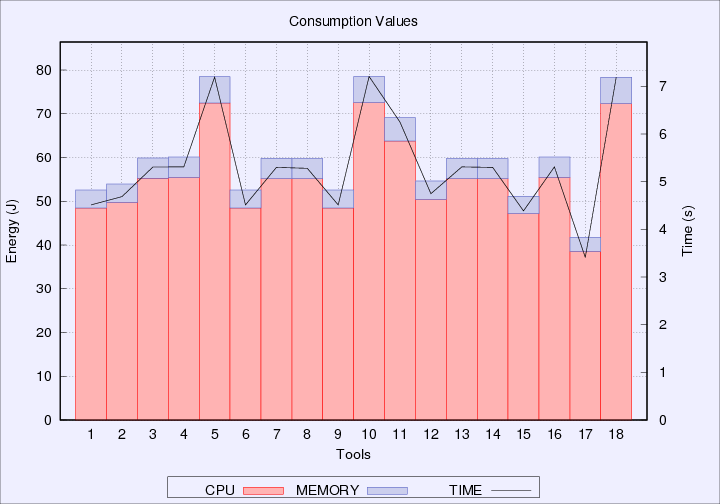 Consumption Values
80
70
60
50
40
30
20
10
0
Energy (J)
7
6
5
4
3
2
1
0
Time (s)
1 2 3 4 5 6 7 8 9 10 11 12 13 14 15 16 17 18
Tools
CPU MEMORY TIME